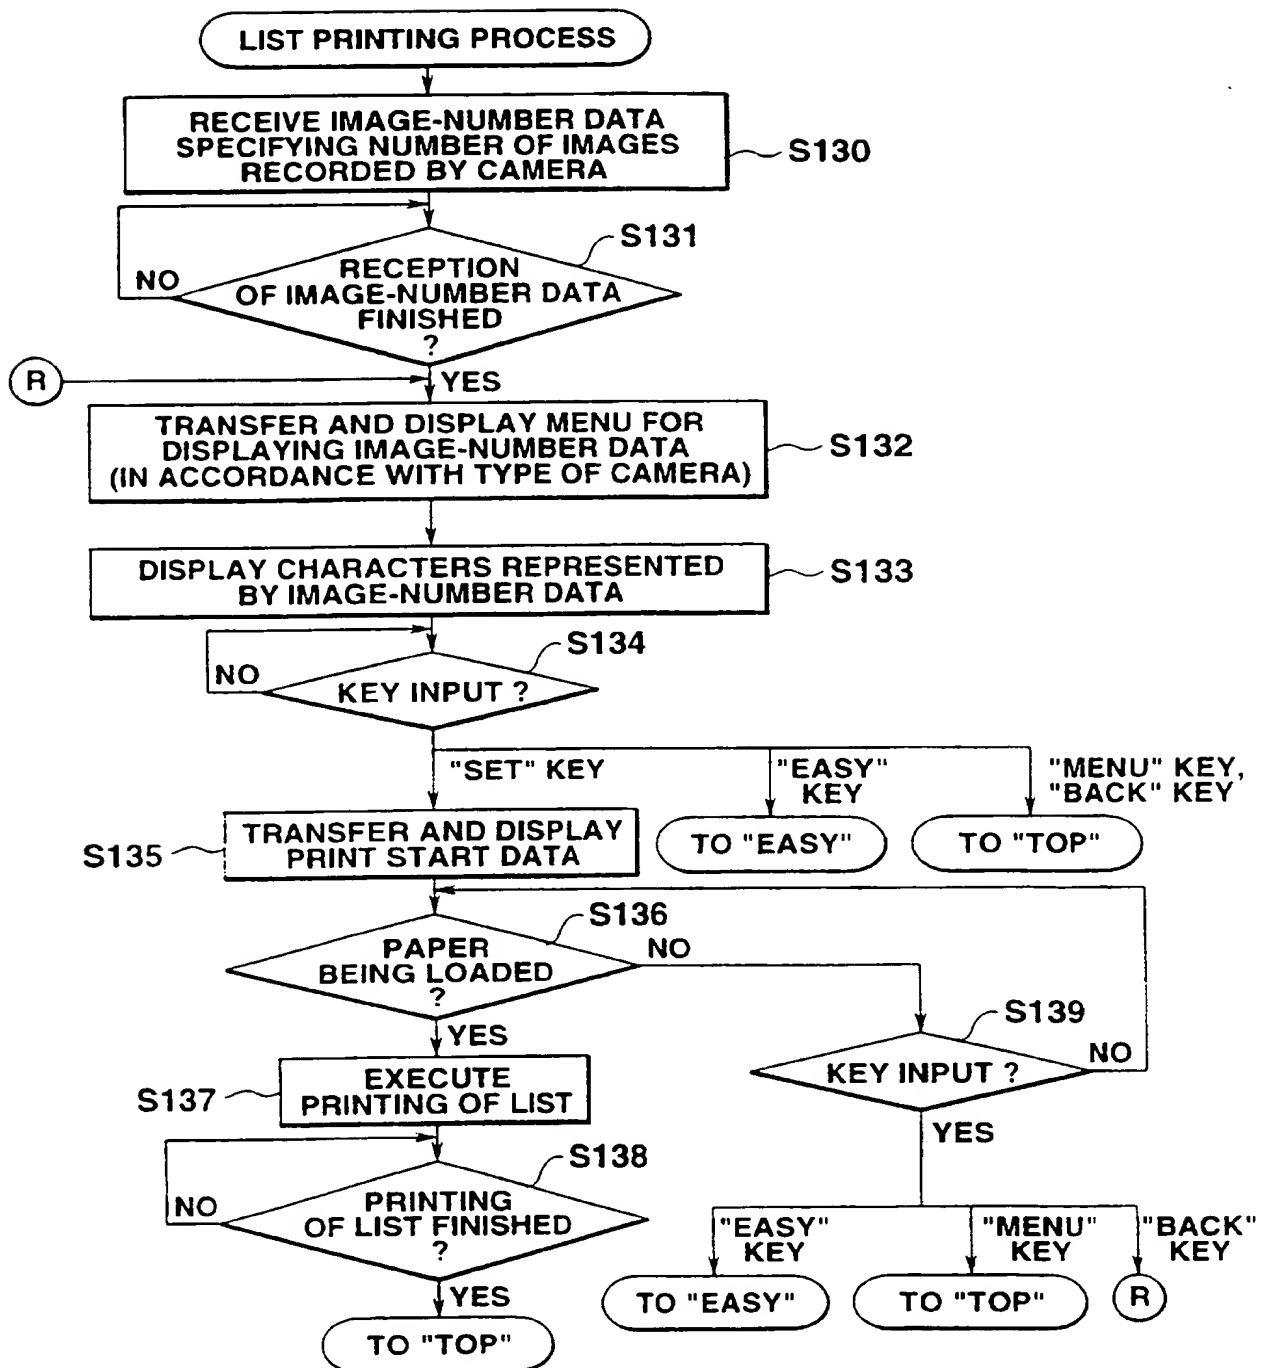 LIST PRINTING PROCESS
RECEIVE IMAGE-NUMBER DATA
SPECIFYING NUMBER OF IMAGES
RECORDED BY CAMERA
S130
S131
NO
RECEPTION
OF IMAGE-NUMBER DATA
FINISHED
?
R
YES
TRANSFER AND DISPLAY MENU FOR
DISPLAYING IMAGE-NUMBER DATA
(IN ACCORDANCE WITH TYPE OF CAMERA)
S132
DISPLAY CHARACTERS REPRESENTED
BY IMAGE-NUMBER DATA
S133
S134
NO
KEY INPUT ?
"SET" KEY
"EASY"
KEY
"MENU" KEY,
"BACK" KEY
TRANSFER AND DISPLAY
PRINT START DATA
S135
TO "EASY"
TO "TOP"
S136
PAPER
BEING LOADED
?
NO
S139
KEY INPUT ?
NO
YES
YES
EXECUTE
PRINTING OF LIST
S137
S138
NO
PRINTING
OF LIST FINISHED
?
"EASY"
KEY
"MENU"
KEY
"BACK"
KEY
YES
TO "EASY"
TO "TOP"
R
TO "TOP"